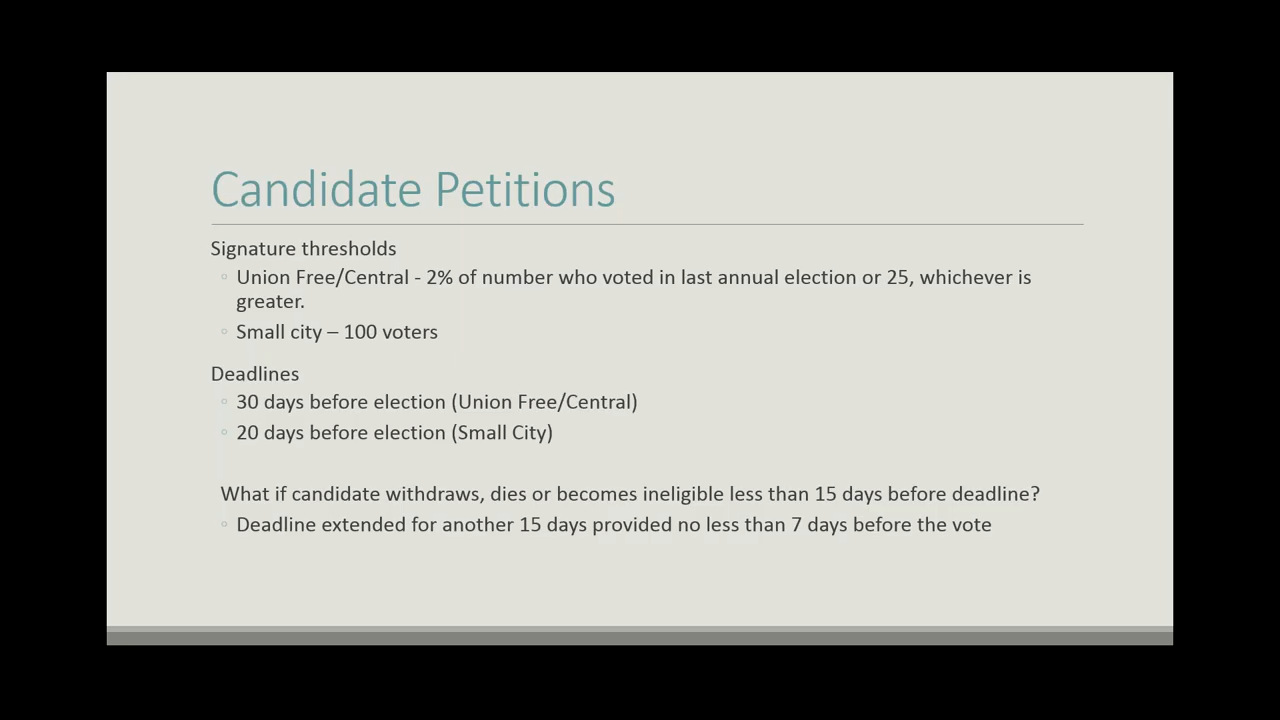 Candidate Petitions
Signature thresholds
◦ Union Free/Central - 2% of number who voted in last annual election or 25, whichever is
greater.
◦ Small city – 100 voters
Deadlines
◦ 30 days before election (Union Free/Central)
◦ 20 days before election (Small City)
What if candidate withdraws, dies or becomes ineligible less than 15 days before deadline?
◦ Deadline extended for another 15 days provided no less than 7 days before the vote